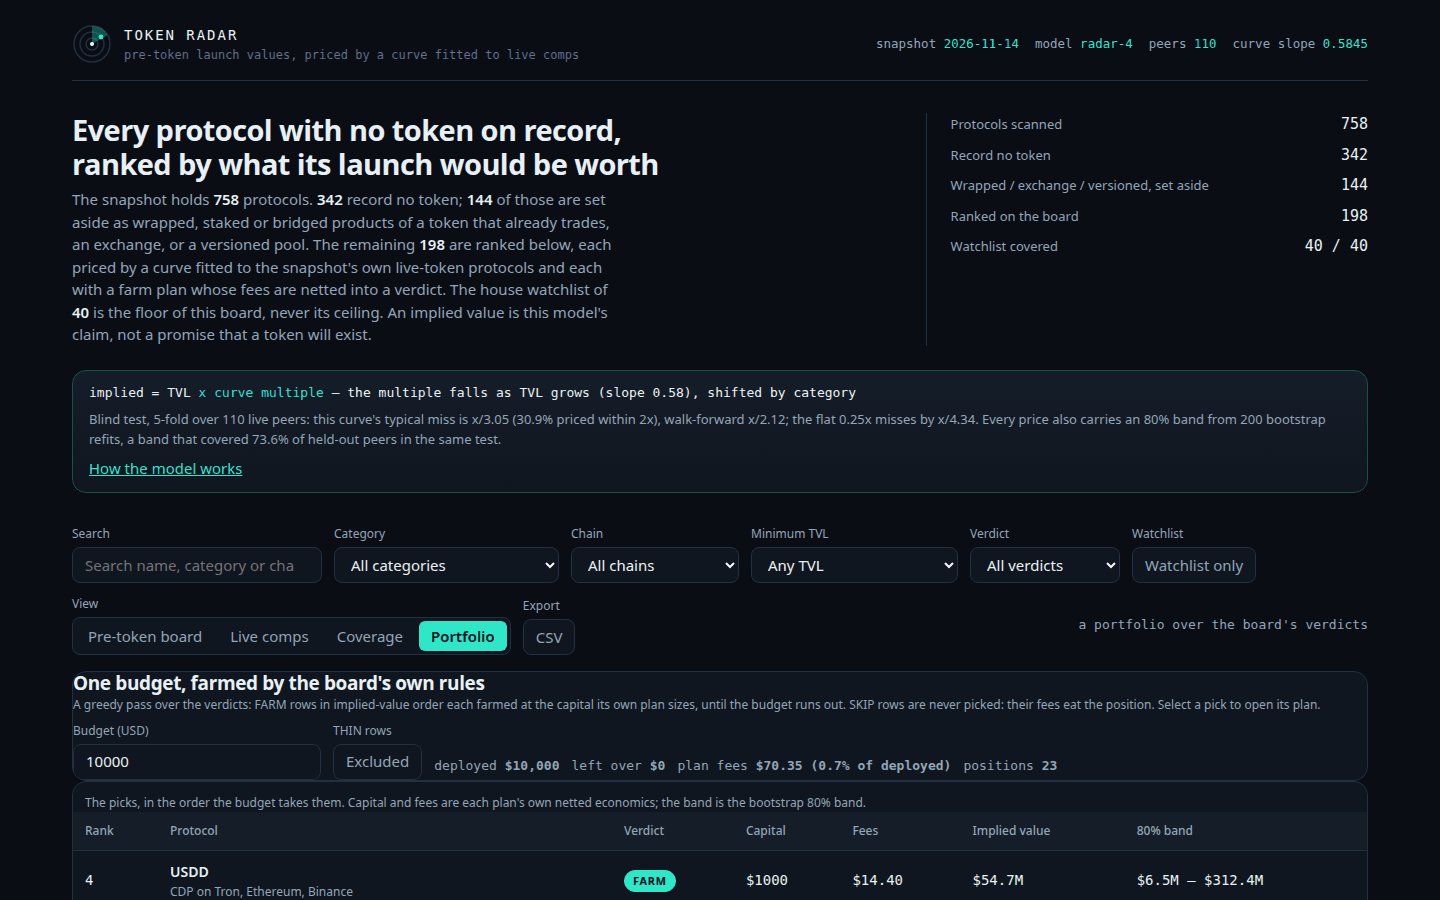 TOKEN RADAR
pre-token launch values, priced by a curve fitted to live comps
snapshot 2026-11-14 model radar-4 peers 110 curve slope 0.5845
Every protocol with no token on record,
ranked by what its launch would be worth
The snapshot holds 758 protocols. 342 record no token; 144 of those are set
aside as wrapped, staked or bridged products of a token that already trades,
an exchange, or a versioned pool. The remaining 198 are ranked below, each
priced by a curve fitted to the snapshot's own live-token protocols and each
with a farm plan whose fees are netted into a verdict. The house watchlist of
40 is the floor of this board, never its ceiling. An implied value is this model's
claim, not a promise that a token will exist.
Protocols scanned 758
Record no token 342
Wrapped / exchange / versioned, set aside 144
Ranked on the board 198
Watchlist covered 40 / 40
implied = TVL x curve multiple — the multiple falls as TVL grows (slope 0.58), shifted by category
Blind test, 5-fold over 110 live peers: this curve's typical miss is x/3.05 (30.9% priced within 2x), walk-forward x/2.12; the flat 0.25x misses by x/4.34. Every price also carries an 80% band from 200 bootstrap
refits, a band that covered 73.6% of held-out peers in the same test.
How the model works
Search Category Chain Minimum TVL Verdict Watchlist
Search name, category or cha All categories All chains Any TVL All verdicts Watchlist only
View Export
Pre-token board Live comps Coverage Portfolio CSV a portfolio over the board's verdicts
One budget, farmed by the board's own rules
A greedy pass over the verdicts: FARM rows in implied-value order each farmed at the capital its own plan sizes, until the budget runs out. SKIP rows are never picked: their fees eat the position. Select a pick to open its plan.
Budget (USD) THIN rows
10000 Excluded deployed $10,000 left over $0 plan fees $70.35 (0.7% of deployed) positions 23
The picks, in the order the budget takes them. Capital and fees are each plan's own netted economics; the band is the bootstrap 80% band.
Rank Protocol Verdict Capital Fees Implied value 80% band
4 USDD FARM $1000 $14.40 $54.7M $6.5M — $312.4M
CDP on Tron, Ethereum, Binance